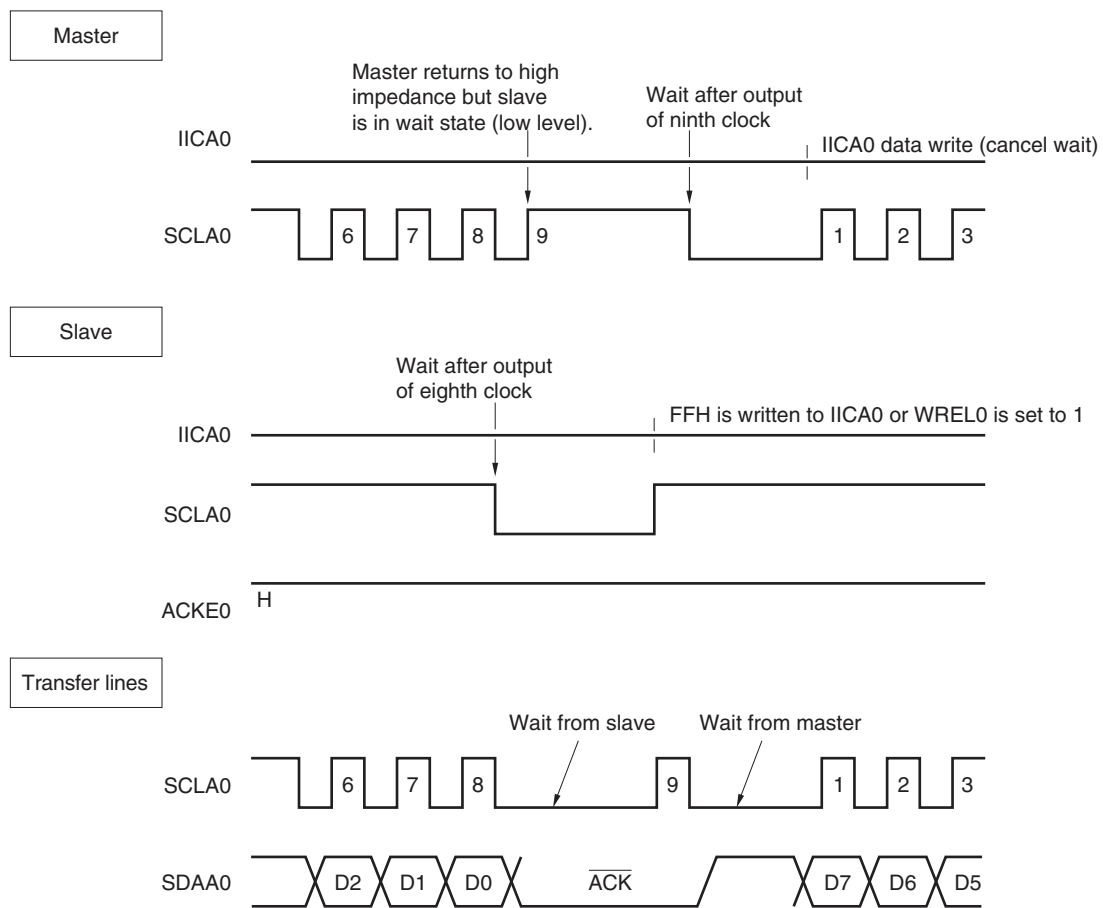 Master
Master returns to high
impedance but slave
is in wait state (low level).
Wait after output
of ninth clock
IICA0
IICA0 data write (cancel wait)
SCLA0
6 7 8 9 1 2 3
Slave
Wait after output
of eighth clock
IICA0
FFH is written to IICA0 or WREL0 is set to 1
SCLA0
ACKE0
H
Transfer lines
Wait from slave
Wait from master
SCLA0
6 7 8 9 1 2 3
SDAA0
D2 D1 D0 ACK D7 D6 D5